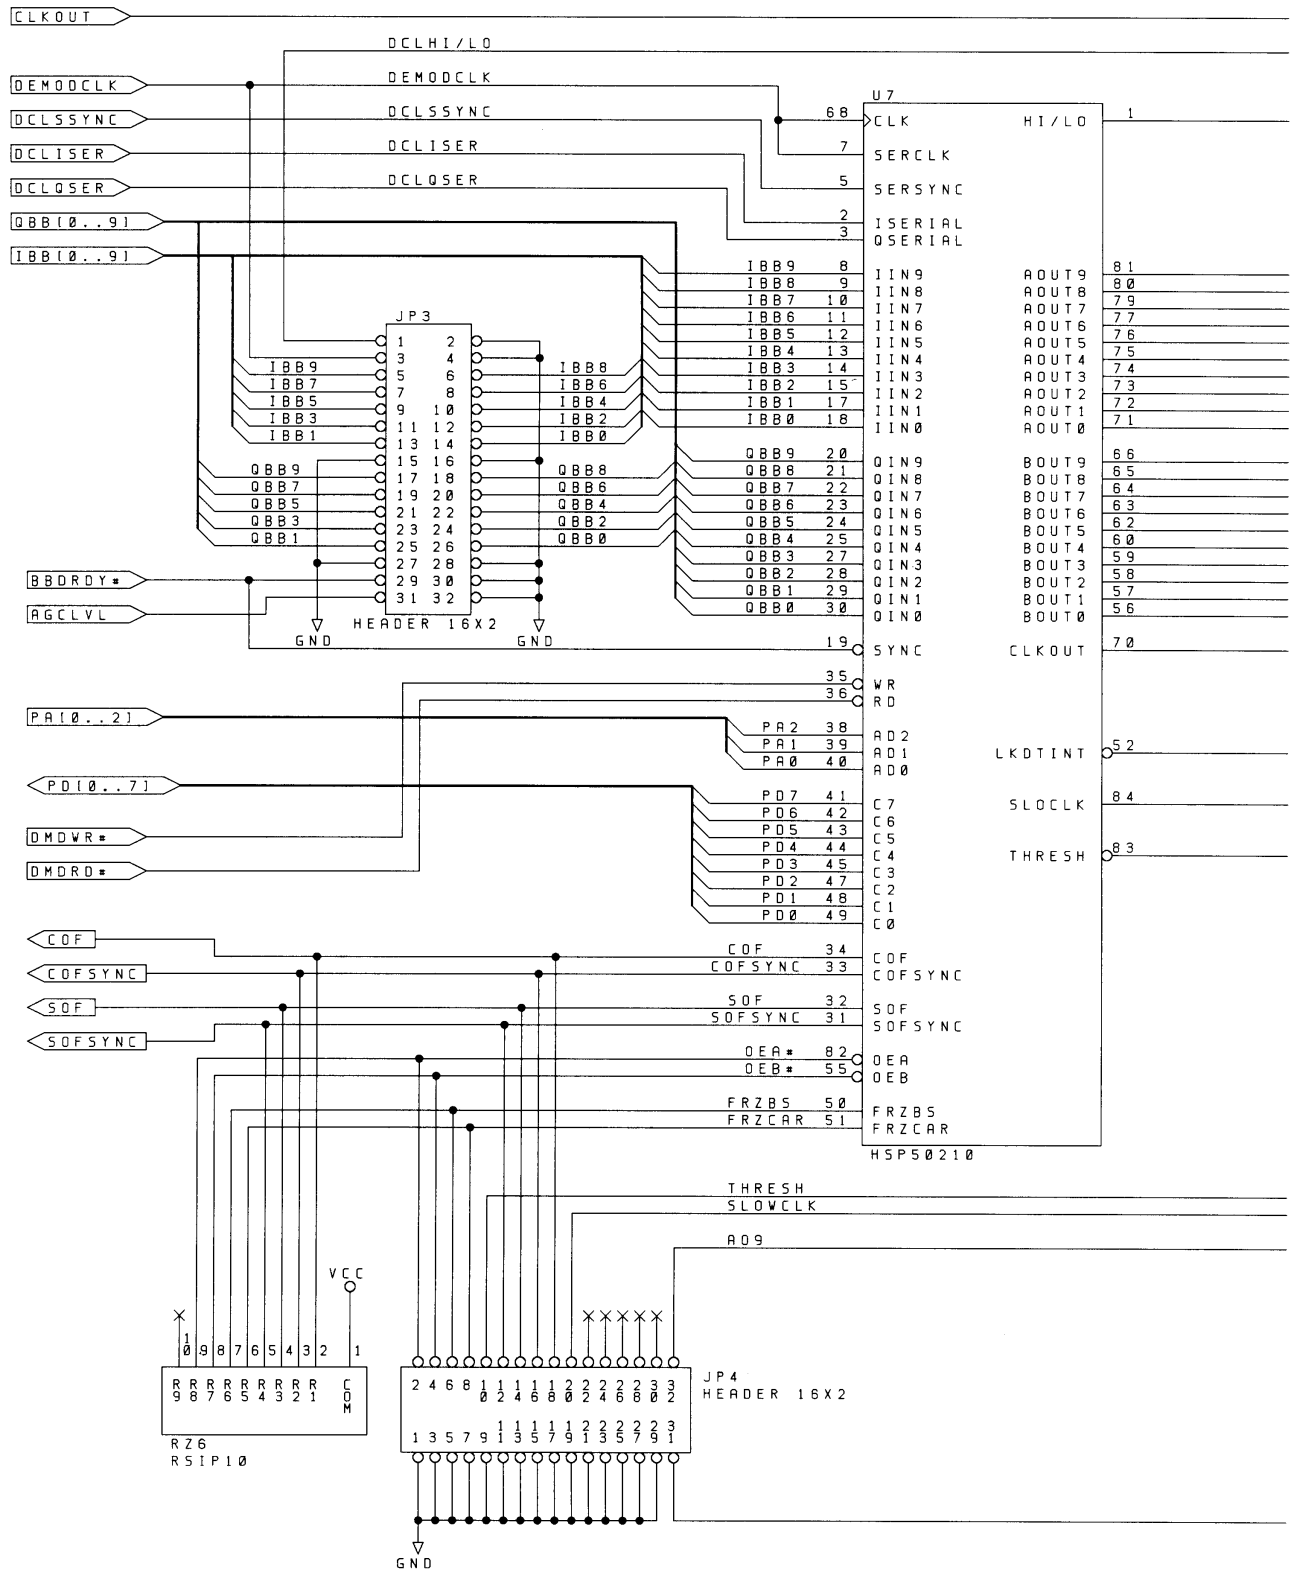 CLKOUT
DCLHI/LO
DEMODCLK DEMODCLK
U7
DCLSSYNC DCLSSYNC 68 CLK HI/LO 1
DCLISER DCLISER 7 SERCLK
DCLQSER DCLQSER 5 SERSYNC
QBB[0..9] 2 ISERIAL
3 QSERIAL
IBB[0..9]
IBB9 8 IIN9 AOUT9 81
IBB8 9 IIN8 AOUT8 80
IBB7 10 IIN7 AOUT7 79
JP3 IBB6 11 IIN6 AOUT6 77
1 2 IBB5 12 IIN5 AOUT5 76
3 4 IBB4 13 IIN4 AOUT4 75
IBB9 5 6 IBB8 IBB3 14 IIN3 AOUT3 74
IBB7 7 8 IBB6 IBB2 15 IIN2 AOUT2 73
IBB5 9 10 IBB4 IBB1 17 IIN1 AOUT1 72
IBB3 11 12 IBB2 IBB0 18 IIN0 AOUT0 71
IBB1 13 14 IBB0
15 16 QBB9 20 QIN9 BOUT9 66
QBB9 17 18 QBB8 QBB8 21 QIN8 BOUT8 65
QBB7 19 20 QBB6 QBB7 22 QIN7 BOUT7 64
QBB5 21 22 QBB4 QBB6 23 QIN6 BOUT6 63
QBB3 23 24 QBB2 QBB5 24 QIN5 BOUT5 62
QBB1 25 26 QBB0 QBB4 25 QIN4 BOUT4 60
27 28 QBB3 27 QIN3 BOUT3 59
BBDRDY# 29 30 QBB2 28 QIN2 BOUT2 58
31 32 QBB1 29 QIN1 BOUT1 57
AGCLVL HEADER 16X2 QBB0 30 QIN0 BOUT0 56
GND GND
19 SYNC CLKOUT 70
35 WR
36 RD
PA[0..2]
PA2 38 AD2
PA1 39 AD1 LKDTINT 52
PA0 40 AD0
PD[0..7]
PD7 41 C7 SLOCLK 84
PD6 42 C6
DMDWR# PD5 43 C5
PD4 44 C4 THRESH 83
DMDRD# PD3 45 C3
PD2 47 C2
PD1 48 C1
PD0 49 C0
COF COF 34 COF
COFSYNC COFSYNC 33 COFSYNC
SOF SOF 32 SOF
SOFSYNC SOFSYNC 31 SOFSYNC
OEA# 82 OEA
OEB# 55 OEB
FRZBS 50 FRZBS
FRZCAR 51 FRZCAR
HSP50210
THRESH
SLOWCLK
AO9
VCC
10 9 8 7 6 5 4 3 2 1
R9 R8 R7 R6 R5 R4 R3 R2 R1 COM
RZ6
RSIP10
2 4 6 8 10 12 14 16 18 20 22 24 26 28 30 32
1 3 5 7 9 11 13 15 17 19 21 23 25 27 29 31
JP4
HEADER 16X2
GND